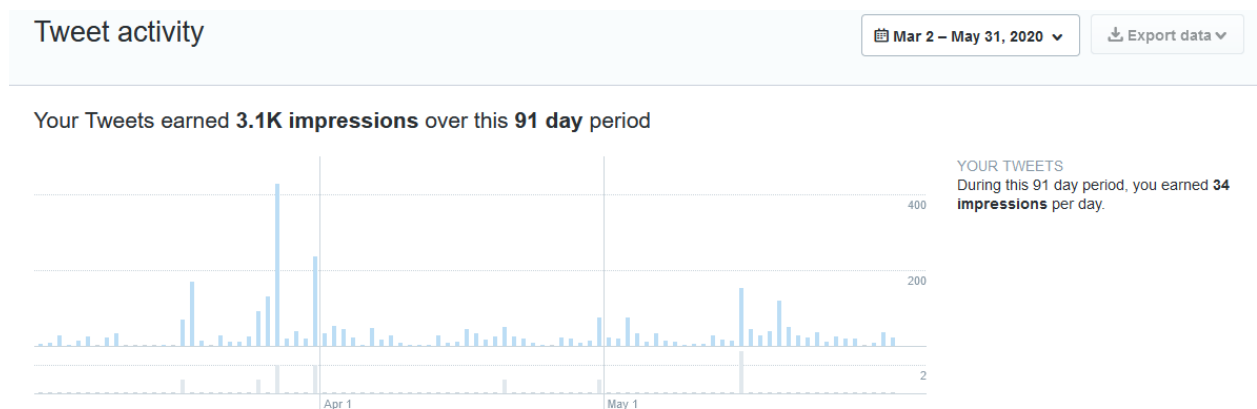 Tweet activity
Mar 2 – May 31, 2020
Export data
Your Tweets earned 3.1K impressions over this 91 day period
YOUR TWEETS
During this 91 day period, you earned 34
impressions per day.
400
200
2
Apr 1
May 1